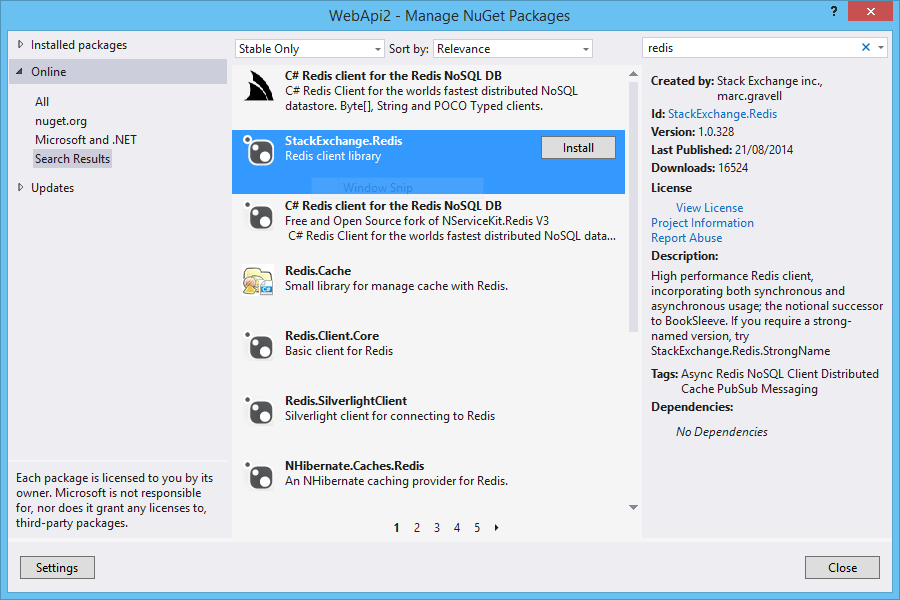 WebApi2 - Manage NuGet Packages
?
Installed packages
Online
All
nuget.org
Microsoft and .NET
Search Results
Updates
Each package is licensed to you by its
owner. Microsoft is not responsible
for, nor does it grant any licenses to,
third-party packages.
Stable Only
Sort by:
Relevance
C# Redis client for the Redis NoSQL DB
C# Redis Client for the worlds fastest distributed NoSQL
datastore. Byte[], String and POCO Typed clients.
StackExchange.Redis
Redis client library
Install
Window Snip
C# Redis client for the Redis NoSQL DB
Free and Open Source fork of NServiceKit.Redis V3
C# Redis Client for the worlds fastest distributed NoSQL data...
Redis.Cache
Small library for manage cache with Redis.
Redis.Client.Core
Basic client for Redis
Redis.SilverlightClient
Silverlight client for connecting to Redis
NHibernate.Caches.Redis
An NHibernate caching provider for Redis.
1 2 3 4 5
redis
Created by: Stack Exchange inc.,
marc.gravell
Id: StackExchange.Redis
Version: 1.0.328
Last Published: 21/08/2014
Downloads: 16524
License
View License
Project Information
Report Abuse
Description:
High performance Redis client,
incorporating both synchronous and
asynchronous usage; the notional successor
to BookSleeve. If you require a strong-
named version, try
StackExchange.Redis.StrongName
Tags: Async Redis NoSQL Client Distributed
Cache PubSub Messaging
Dependencies:
No Dependencies
Settings
Close